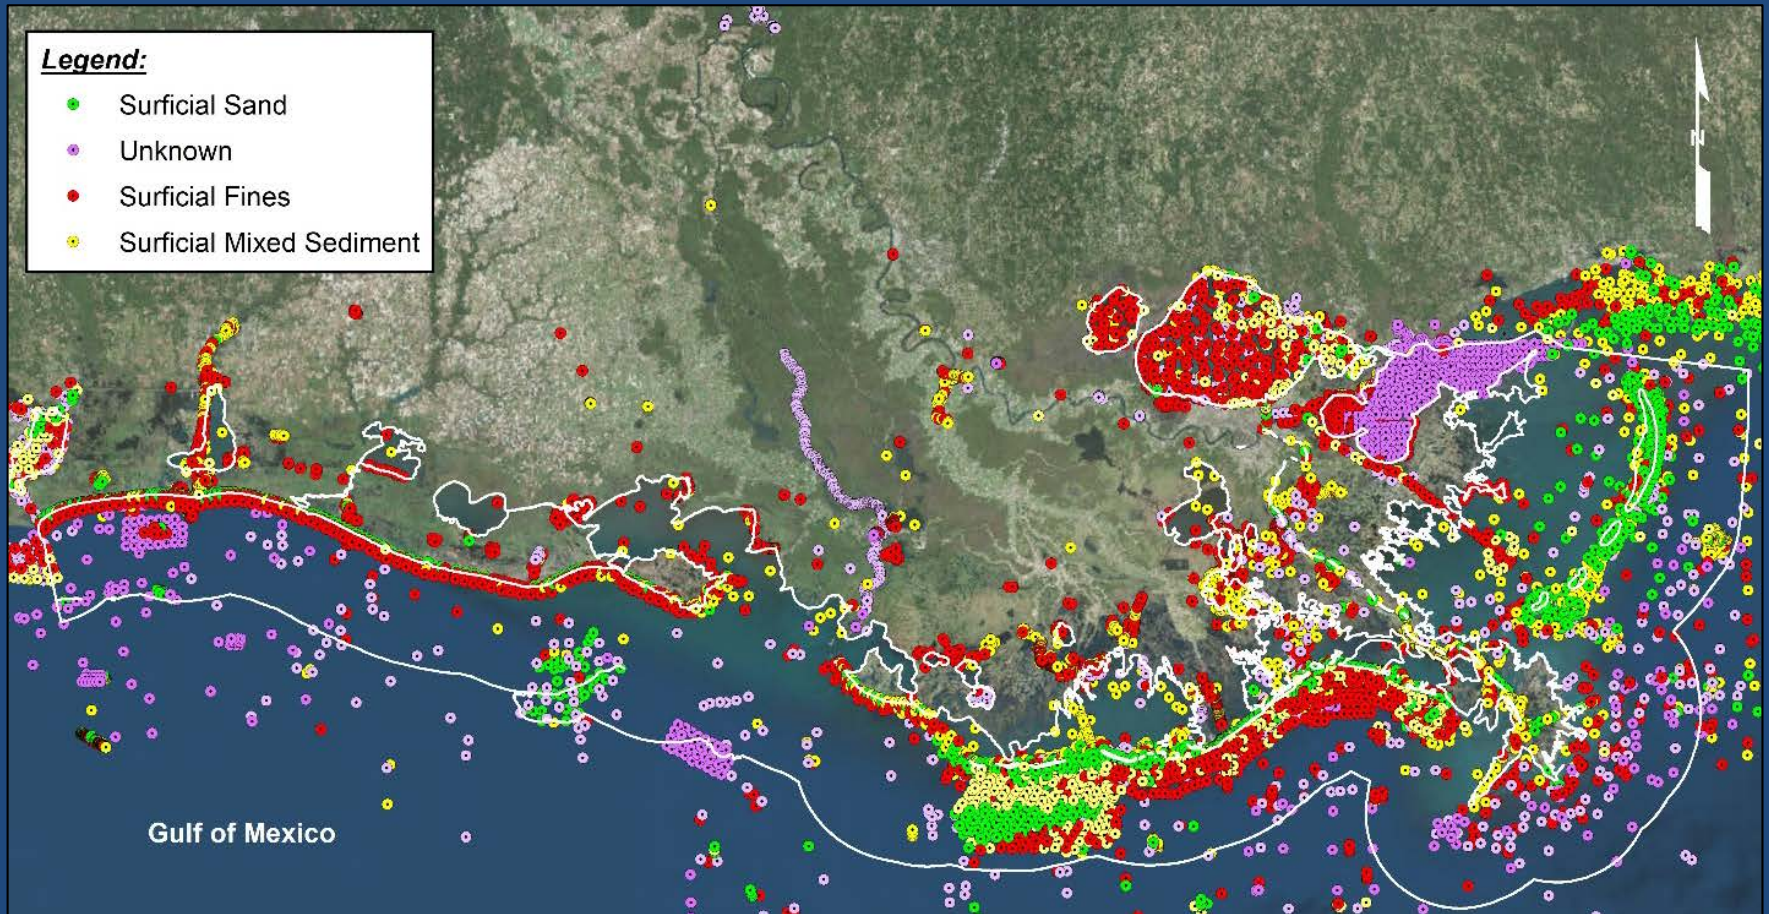 Legend:
Surficial Sand
Unknown
Surficial Fines
Surficial Mixed Sediment
N
Gulf of Mexico